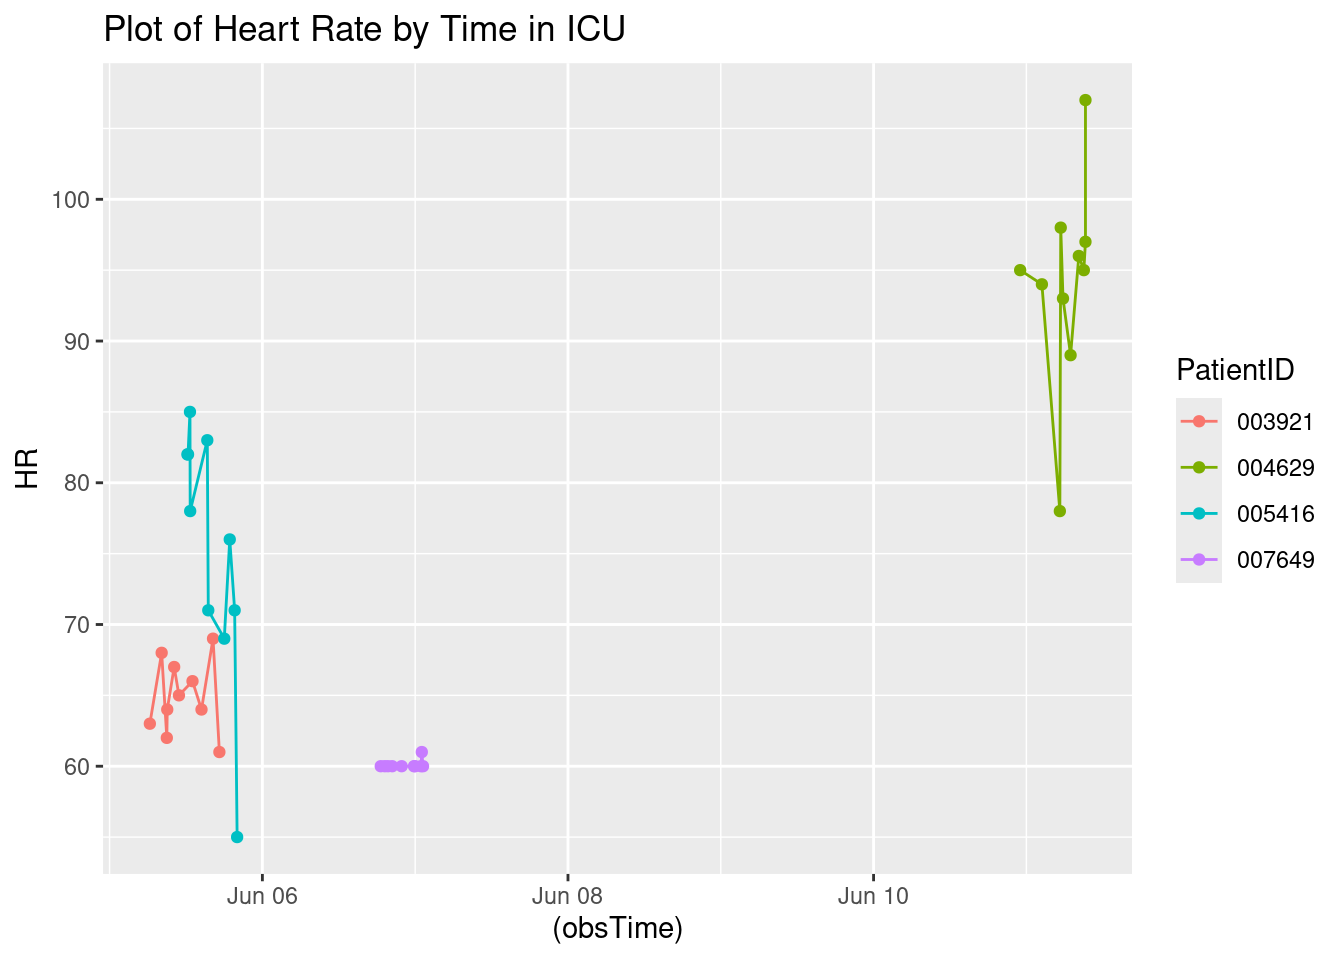 Plot of Heart Rate by Time in ICU
HR
100
90
80
70
60
Jun 06
Jun 08
Jun 10
(obsTime)
PatientID
003921
004629
005416
007649